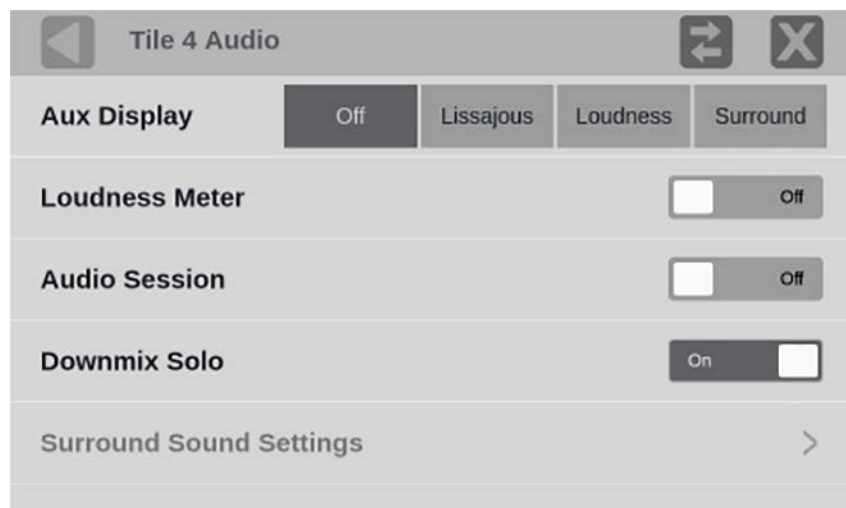 Tile 4 Audio
Aux Display Off Lissajous Loudness Surround
Loudness Meter Off
Audio Session Off
Downmix Solo On
Surround Sound Settings